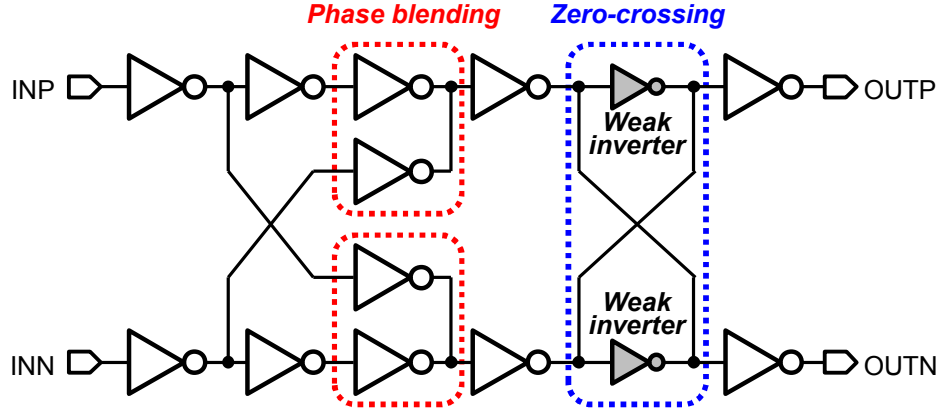 Phase blending
Zero-crossing
INP
OUTP
Weak
inverter
Weak
inverter
INN
OUTN